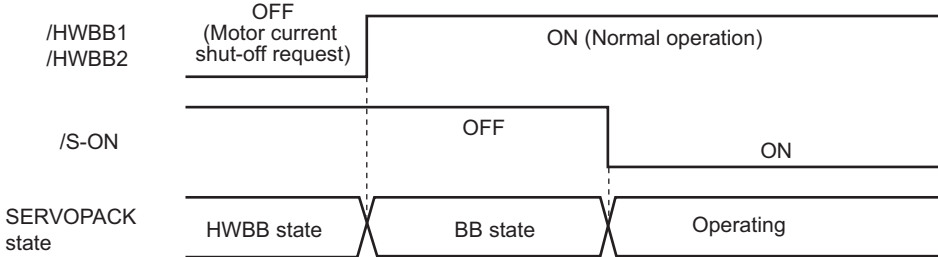 OFF
(Motor current
shut-off request)
/HWBB1
/HWBB2
ON (Normal operation)
/S-ON
OFF
ON
SERVOPACK
state
HWBB state
BB state
Operating